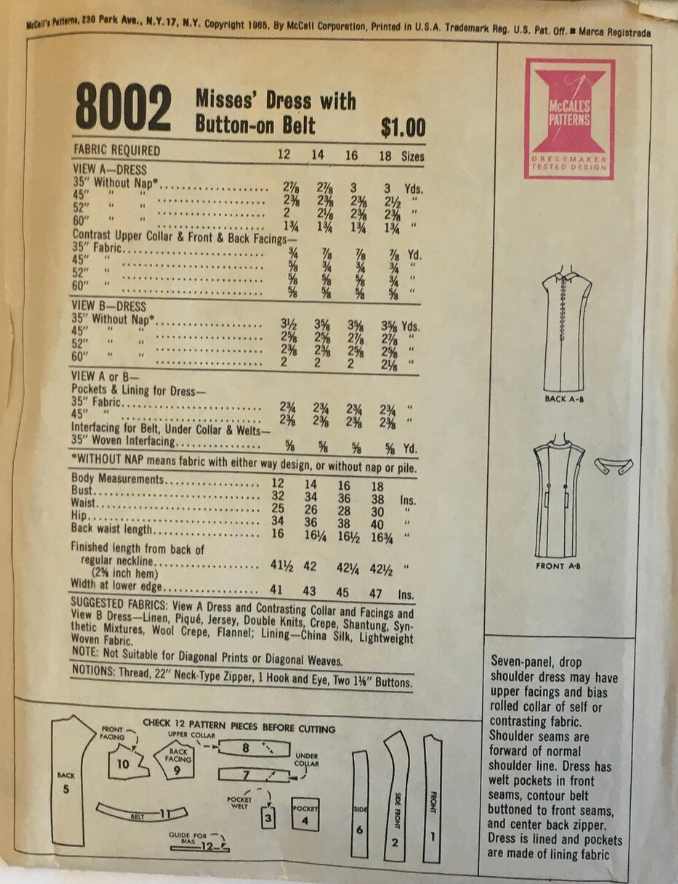 McCall's Patterns, 230 Park Ave., N.Y. 17, N.Y. Copyright 1965, By McCall Corporation, Printed in U.S.A. Trademark Reg. U.S. Pat. Off. ■ Marca Registrada
8002 Misses' Dress with
Button-on Belt $1.00
FABRIC REQUIRED 12 14 16 18 Sizes
VIEW A—DRESS
35" Without Nap* 2⅞ 2⅞ 3 3 Yds.
45" " " 2⅜ 2⅜ 2⅜ 2½ "
52" " " 2 2⅛ 2⅜ 2⅜ "
60" " " 1¾ 1¾ 1¾ 1¾ "
Contrast Upper Collar & Front & Back Facings—
35" Fabric ¾ ⅞ ⅞ ⅞ Yd.
45" " ⅝ ¾ ¾ ¾ "
52" " ⅝ ⅝ ⅝ ¾ "
60" " ⅝ ⅝ ⅝ ⅝ "
VIEW B—DRESS
35" Without Nap* 3½ 3⅝ 3⅝ 3⅝ Yds.
45" " " 2⅝ 2⅝ 2⅞ 2⅞ "
52" " " 2⅜ 2⅜ 2⅝ 2⅝ "
60" " " 2 2 2 2⅛ "
VIEW A or B—
Pockets & Lining for Dress—
35" Fabric 2¾ 2¾ 2¾ 2¾ "
45" " 2⅜ 2⅜ 2⅜ 2⅜ "
Interfacing for Belt, Under Collar & Welts—
35" Woven Interfacing ⅝ ⅝ ⅝ ⅝ Yd.
*WITHOUT NAP means fabric with either way design, or without nap or pile.
Body Measurements 12 14 16 18
Bust 32 34 36 38 Ins.
Waist 25 26 28 30 "
Hip 34 36 38 40 "
Back waist length 16 16¼ 16½ 16¾ "
Finished length from back of
regular neckline 41½ 42 42¼ 42½ "
(2⅝ inch hem)
Width at lower edge 41 43 45 47 Ins.
SUGGESTED FABRICS: View A Dress and Contrasting Collar and Facings and
View B Dress—Linen, Piqué, Jersey, Double Knits, Crepe, Shantung, Syn-
thetic Mixtures, Wool Crepe, Flannel; Lining—China Silk, Lightweight
Woven Fabric.
NOTE: Not Suitable for Diagonal Prints or Diagonal Weaves.
NOTIONS: Thread, 22" Neck-Type Zipper, 1 Hook and Eye, Two 1⅛" Buttons.
McCALL'S
PATTERNS
DRESSMAKER
TESTED DESIGN
BACK A-B
FRONT A-B
Seven-panel, drop
shoulder dress may have
upper facings and bias
rolled collar of self or
contrasting fabric.
Shoulder seams are
forward of normal
shoulder line. Dress has
welt pockets in front
seams, contour belt
buttoned to front seams,
and center back zipper.
Dress is lined and pockets
are made of lining fabric
CHECK 12 PATTERN PIECES BEFORE CUTTING
BACK
5
FRONT
FACING
10
BACK
FACING
9
UPPER COLLAR
8
7
UNDER
COLLAR
BELT 11
POCKET
WELT
3
POCKET
4
GUIDE FOR
BIAS 12
SIDE
6
SIDE FRONT
2
FRONT
1